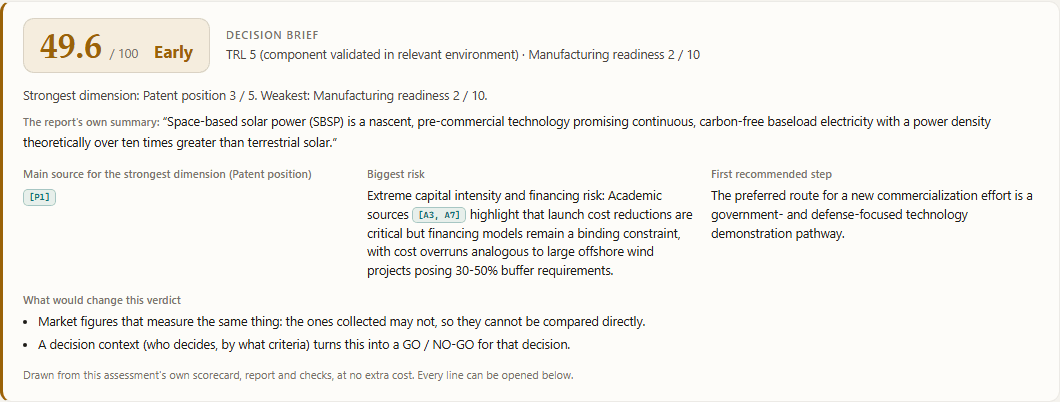 49.6 / 100 Early
DECISION BRIEF
TRL 5 (component validated in relevant environment) · Manufacturing readiness 2 / 10
Strongest dimension: Patent position 3 / 5. Weakest: Manufacturing readiness 2 / 10.
The report's own summary: “Space-based solar power (SBSP) is a nascent, pre-commercial technology promising continuous, carbon-free baseload electricity with a power density
theoretically over ten times greater than terrestrial solar.”
Main source for the strongest dimension (Patent position)
[P1]
Biggest risk
Extreme capital intensity and financing risk: Academic
sources [A3, A7] highlight that launch cost reductions are
critical but financing models remain a binding constraint,
with cost overruns analogous to large offshore wind
projects posing 30-50% buffer requirements.
First recommended step
The preferred route for a new commercialization effort is a
government- and defense-focused technology
demonstration pathway.
What would change this verdict
• Market figures that measure the same thing: the ones collected may not, so they cannot be compared directly.
• A decision context (who decides, by what criteria) turns this into a GO / NO-GO for that decision.
Drawn from this assessment's own scorecard, report and checks, at no extra cost. Every line can be opened below.